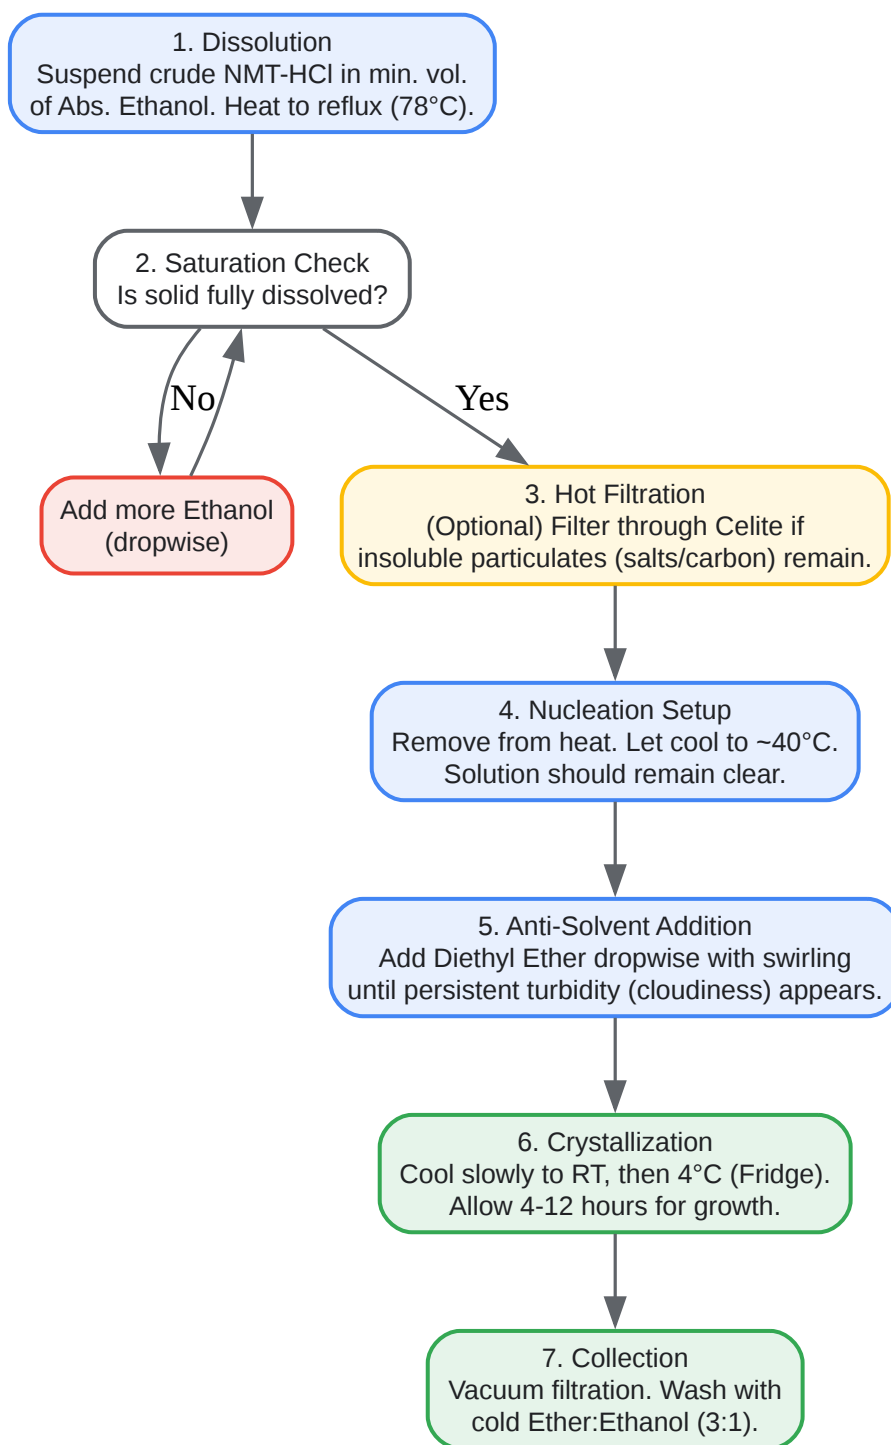 1. Dissolution
Suspend crude NMT-HCl in min. vol.
of Abs. Ethanol. Heat to reflux (78°C).
2. Saturation Check
Is solid fully dissolved?
No
Yes
Add more Ethanol
(dropwise)
3. Hot Filtration
(Optional) Filter through Celite if
insoluble particulates (salts/carbon) remain.
4. Nucleation Setup
Remove from heat. Let cool to ~40°C.
Solution should remain clear.
5. Anti-Solvent Addition
Add Diethyl Ether dropwise with swirling
until persistent turbidity (cloudiness) appears.
6. Crystallization
Cool slowly to RT, then 4°C (Fridge).
Allow 4-12 hours for growth.
7. Collection
Vacuum filtration. Wash with
cold Ether:Ethanol (3:1).